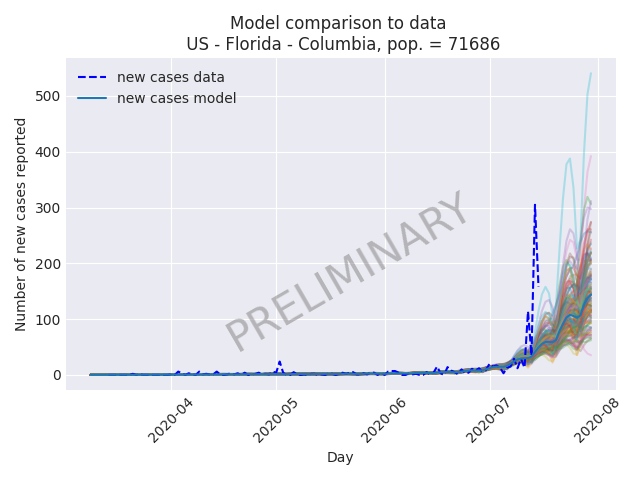 Model comparison to data
US - Florida - Columbia, pop. = 71686
new cases data
new cases model
Number of new cases reported
500
400
300
200
100
0
PRELIMINARY
2020-04
2020-05
2020-06
2020-07
2020-08
Day